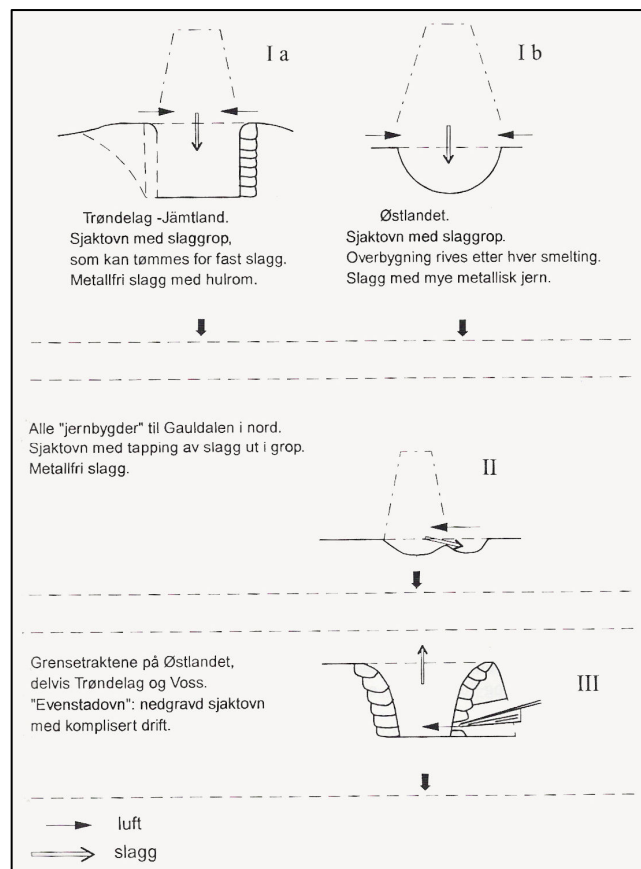 I a
I b
Trøndelag -Jämtland.
Sjaktovn med slaggrop,
som kan tømmes for fast slagg.
Metallfri slagg med hulrom.
Østlandet.
Sjaktovn med slaggrop.
Overbygning rives etter hver smelting.
Slagg med mye metallisk jern.
Alle "jernbygder" til Gauldalen i nord.
Sjaktovn med tapping av slagg ut i grop.
Metallfri slagg.
II
Grensetraktene på Østlandet,
delvis Trøndelag og Voss.
"Evenstadovn": nedgravd sjaktovn
med komplisert drift.
III
luft
slagg